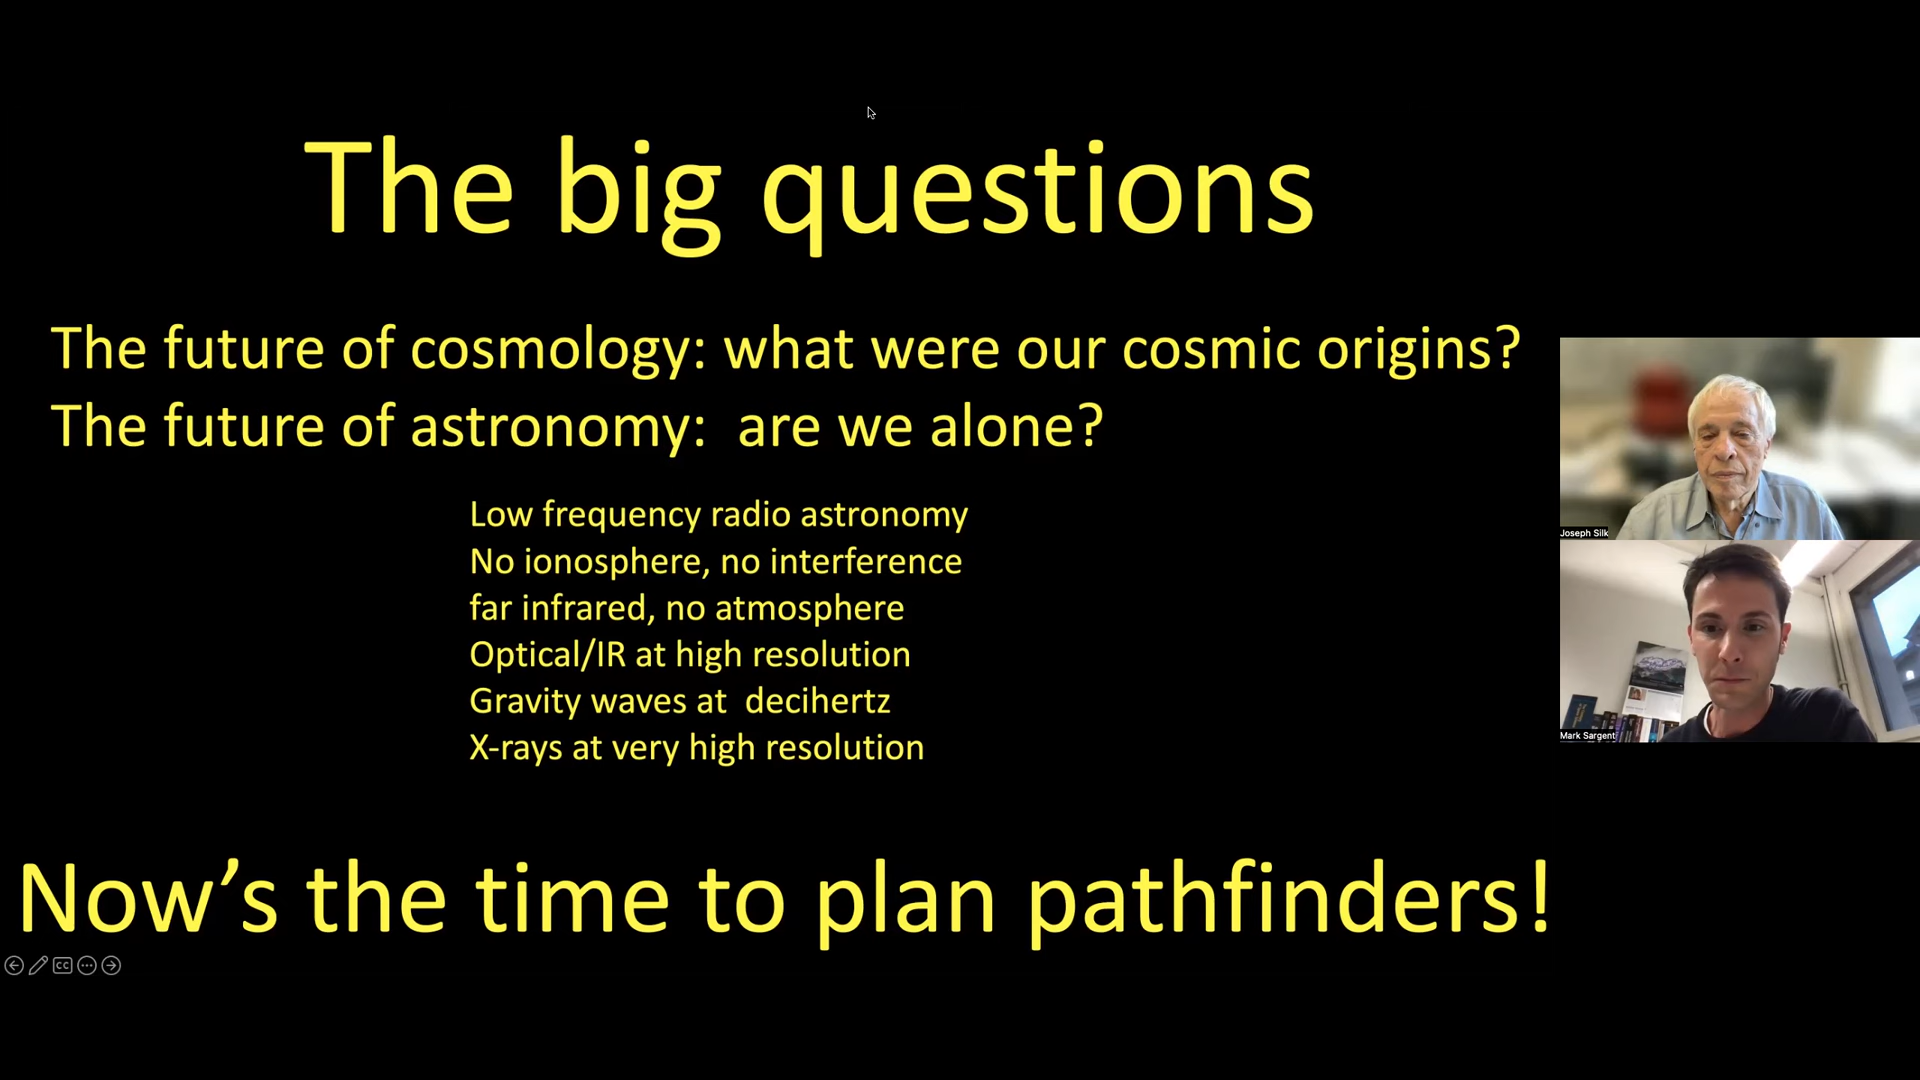 The big questions
The future of cosmology: what were our cosmic origins?
The future of astronomy: are we alone?
Low frequency radio astronomy
No ionosphere, no interference
far infrared, no atmosphere
Optical/IR at high resolution
Gravity waves at decihertz
X-rays at very high resolution
Now’s the time to plan pathfinders!
CC
Joseph Silk
Mark Sargent